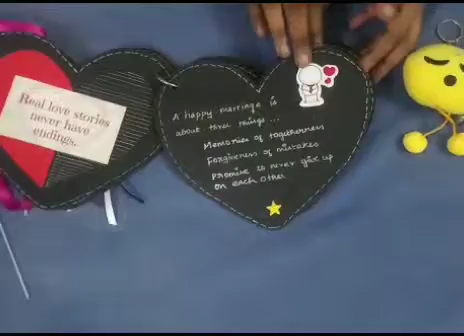 Real love stories
never have
endings.
A happy marriage is
about three things...
Memories of togetherness
Forgiveness of mistakes
promise to never give up
on each other